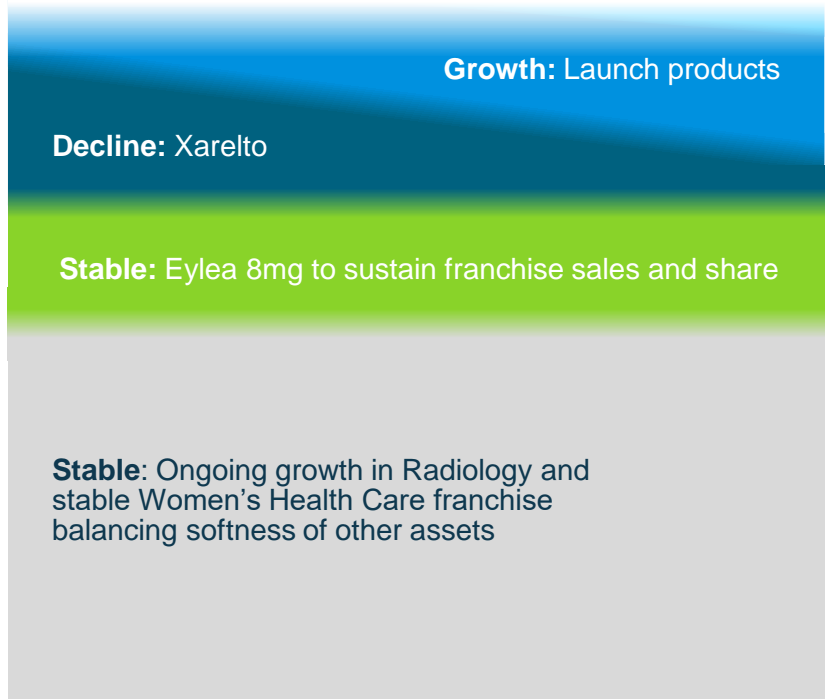 Growth: Launch products
Decline: Xarelto
Stable: Eylea 8mg to sustain franchise sales and share
Stable: Ongoing growth in Radiology and
stable Women’s Health Care franchise
balancing softness of other assets